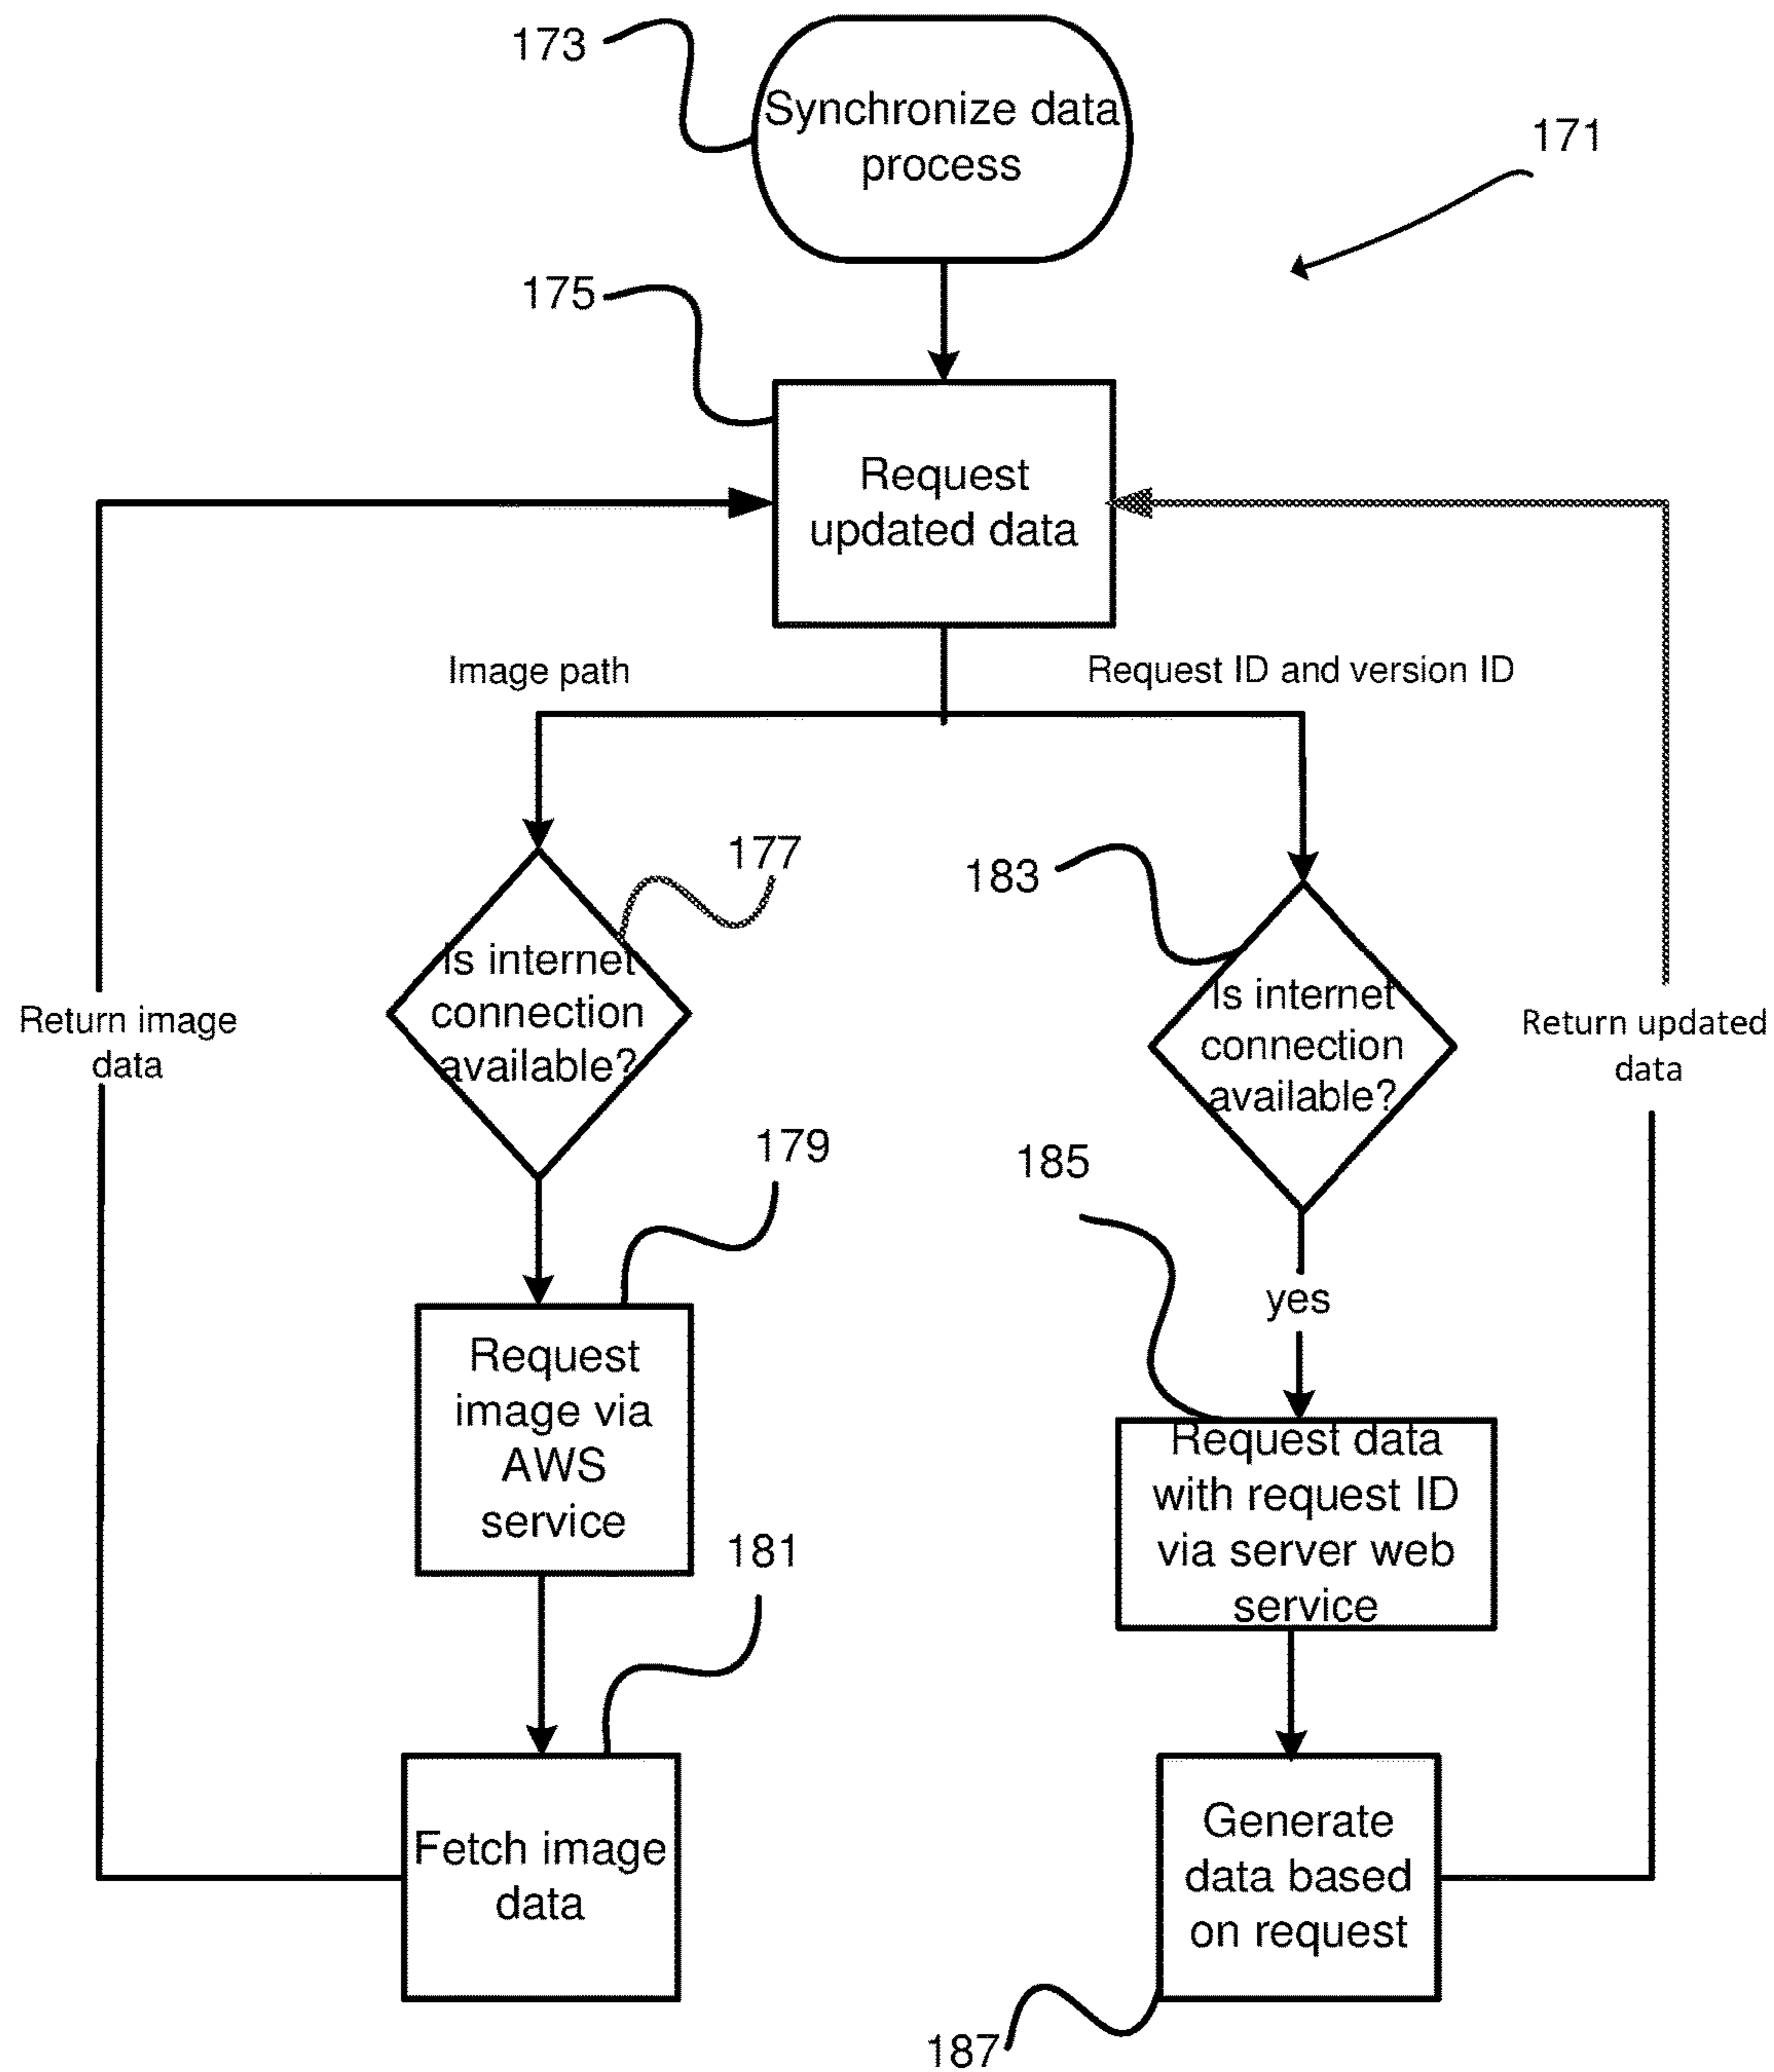 173
Synchronize data
process
171
175
Request
updated data
Image path
Request ID and version ID
177
183
Is internet
connection
available?
Is internet
connection
available?
Return image
data
Return updated
data
179
185
yes
Request
image via
AWS
service
Request data
with request ID
via server web
service
181
Fetch image
data
Generate
data based
on request
187